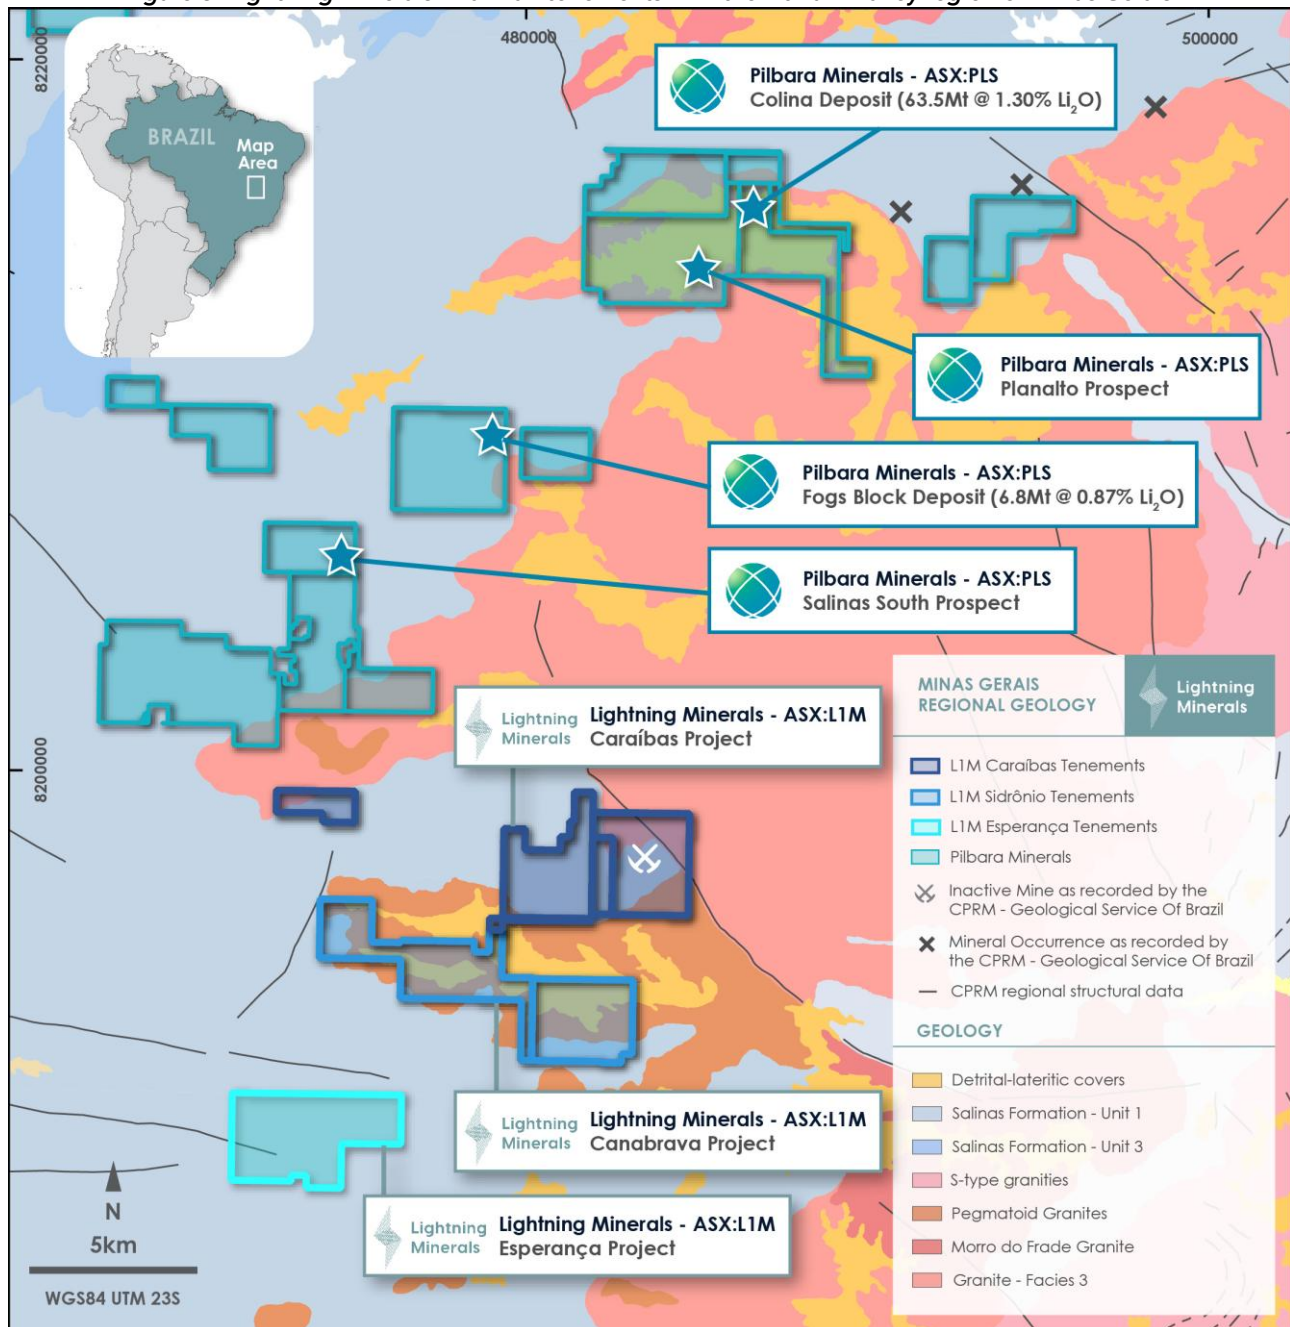 480000
500000
8220000
BRAZIL
Map
Area
Pilbara Minerals - ASX:PLS
Colina Deposit (63.5Mt @ 1.30% Li₂O)
Pilbara Minerals - ASX:PLS
Planalto Prospect
Pilbara Minerals - ASX:PLS
Fogs Block Deposit (6.8Mt @ 0.87% Li₂O)
Pilbara Minerals - ASX:PLS
Salinas South Prospect
8200000
Lightning
Minerals
Lightning Minerals - ASX:L1M
Caraíbas Project
Lightning
Minerals
Lightning Minerals - ASX:L1M
Canabrava Project
Lightning
Minerals
Lightning Minerals - ASX:L1M
Esperança Project
N
5km
WGS84 UTM 23S
MINAS GERAIS
REGIONAL GEOLOGY
Lightning
Minerals
L1M Caraíbas Tenements
L1M Sidrônio Tenements
L1M Esperança Tenements
Pilbara Minerals
Inactive Mine as recorded by the
CPRM - Geological Service Of Brazil
Mineral Occurrence as recorded by
the CPRM - Geological Service Of Brazil
CPRM regional structural data
GEOLOGY
Detrital-lateritic covers
Salinas Formation - Unit 1
Salinas Formation - Unit 3
S-type granities
Pegmatoid Granites
Morro do Frade Granite
Granite - Facies 3